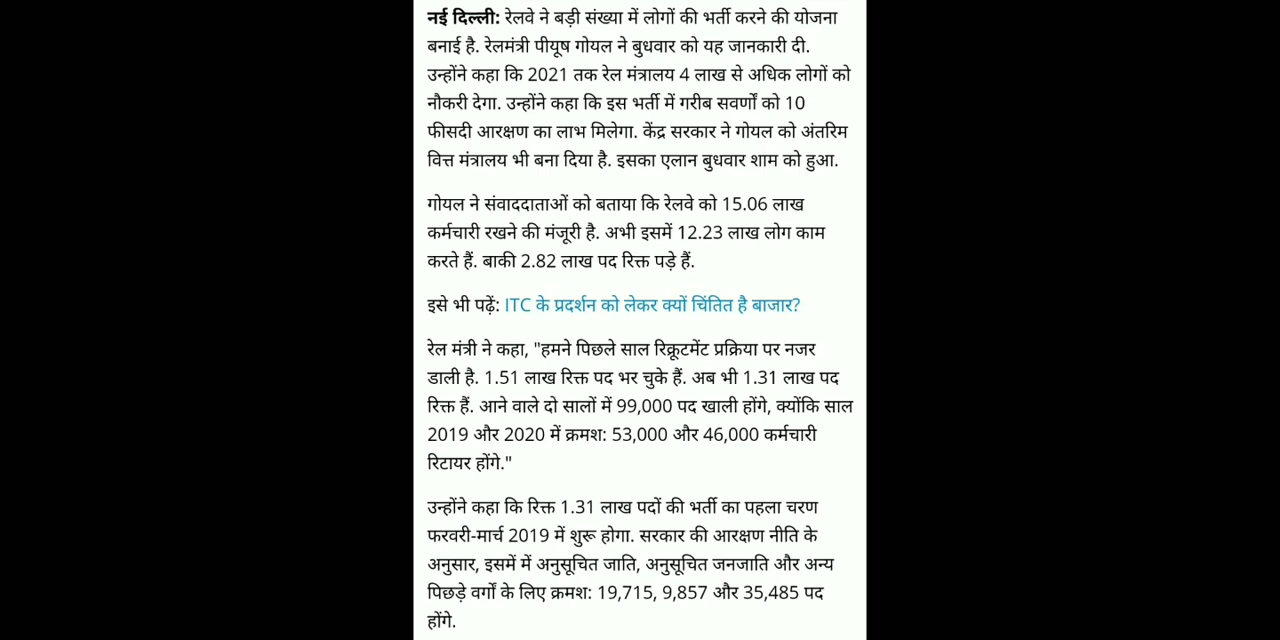 नई दिल्ली: रेलवे ने बड़ी संख्या में लोगों की भर्ती करने की योजना
बनाई है. रेलमंत्री पीयूष गोयल ने बुधवार को यह जानकारी दी.
उन्होंने कहा कि 2021 तक रेल मंत्रालय 4 लाख से अधिक लोगों को
नौकरी देगा. उन्होंने कहा कि इस भर्ती में गरीब सवर्णों को 10
फीसदी आरक्षण का लाभ मिलेगा. केंद्र सरकार ने गोयल को अंतरिम
वित्त मंत्रालय भी बना दिया है. इसका एलान बुधवार शाम को हुआ.
गोयल ने संवाददाताओं को बताया कि रेलवे को 15.06 लाख
कर्मचारी रखने की मंजूरी है. अभी इसमें 12.23 लाख लोग काम
करते हैं. बाकी 2.82 लाख पद रिक्त पड़े हैं.
इसे भी पढ़ें: ITC के प्रदर्शन को लेकर क्यों चिंतित है बाजार?
रेल मंत्री ने कहा, "हमने पिछले साल रिक्रूटमेंट प्रक्रिया पर नजर
डाली है. 1.51 लाख रिक्त पद भर चुके हैं. अब भी 1.31 लाख पद
रिक्त हैं. आने वाले दो सालों में 99,000 पद खाली होंगे, क्योंकि साल
2019 और 2020 में क्रमश: 53,000 और 46,000 कर्मचारी
रिटायर होंगे."
उन्होंने कहा कि रिक्त 1.31 लाख पदों की भर्ती का पहला चरण
फरवरी-मार्च 2019 में शुरू होगा. सरकार की आरक्षण नीति के
अनुसार, इसमें में अनुसूचित जाति, अनुसूचित जनजाति और अन्य
पिछड़े वर्गों के लिए क्रमश: 19,715, 9,857 और 35,485 पद
होंगे.